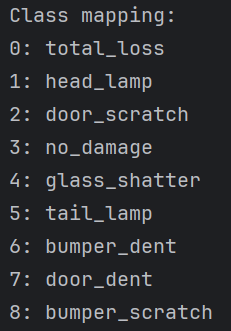 Class mapping:
0: total_loss
1: head_lamp
2: door_scratch
3: no_damage
4: glass_shatter
5: tail_lamp
6: bumper_dent
7: door_dent
8: bumper_scratch